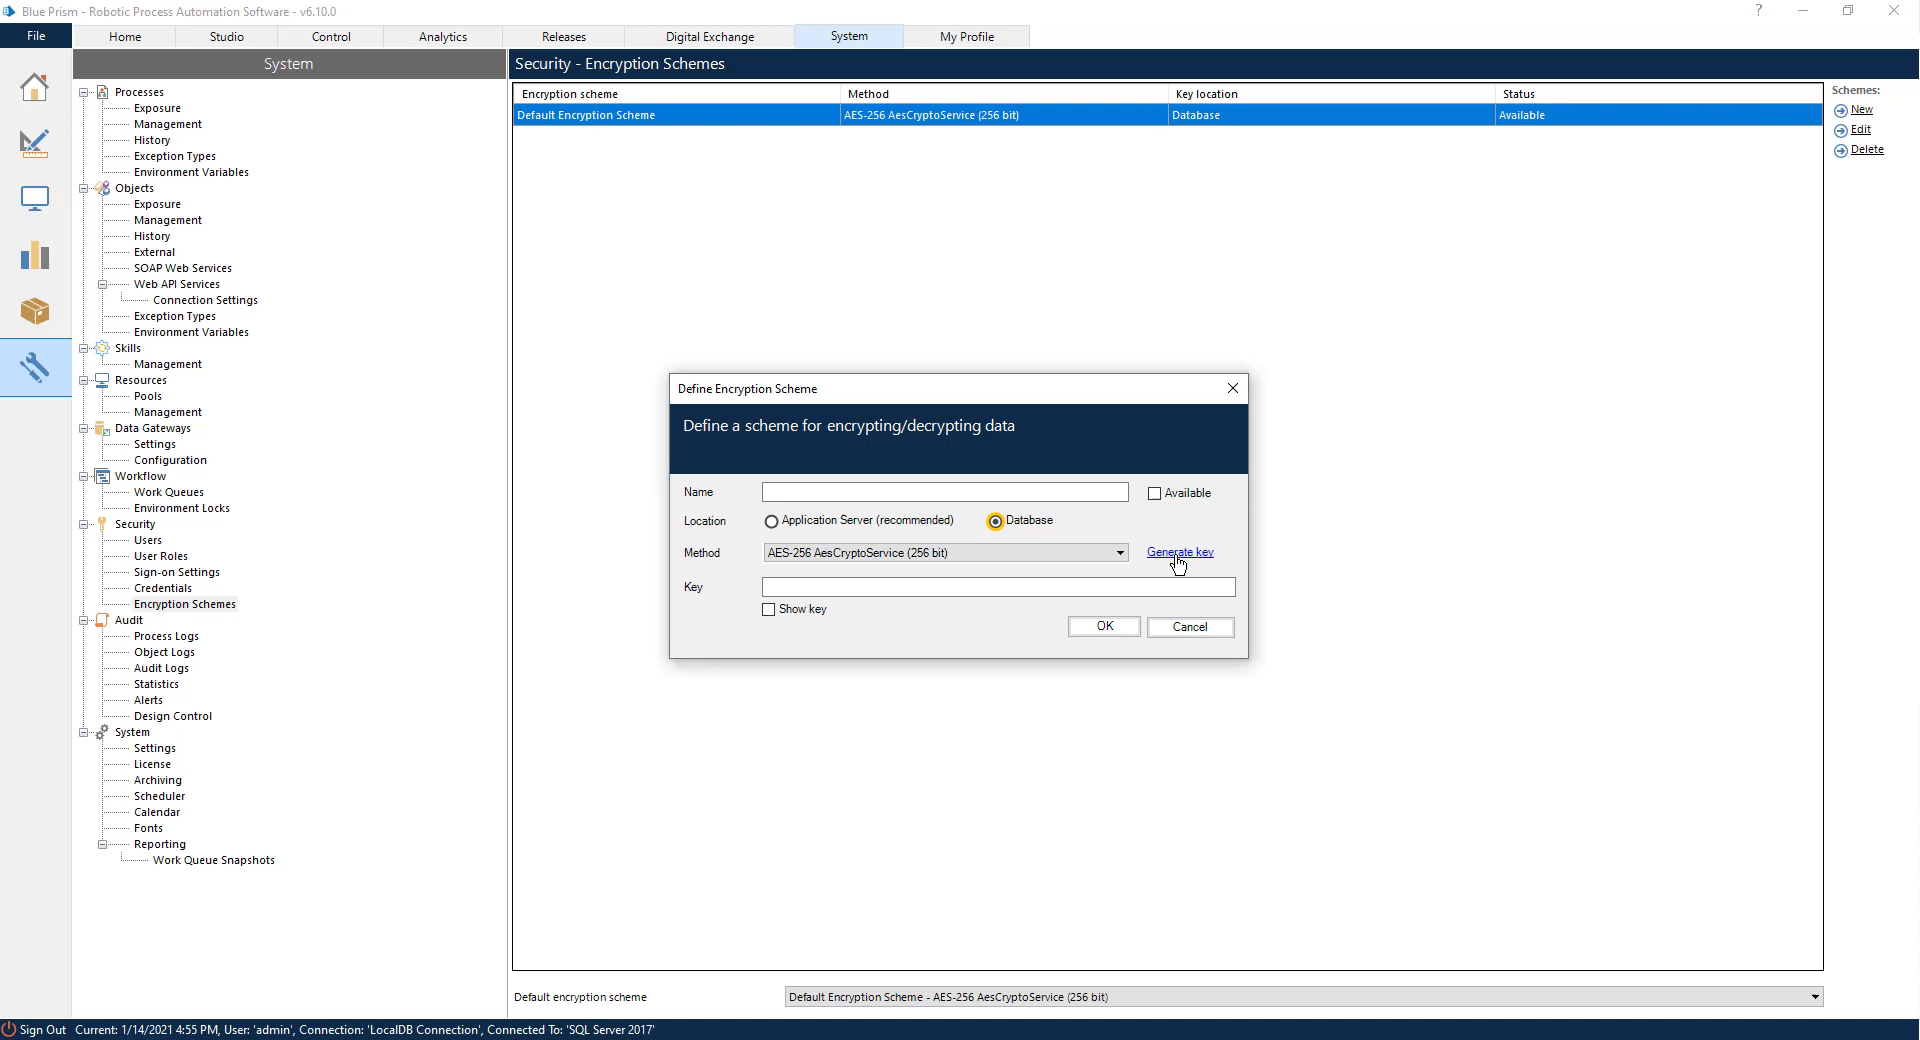 Blue Prism - Robotic Process Automation Software - v6.10.0
?
File Home Studio Control Analytics Releases Digital Exchange System My Profile
System
Processes
Exposure
Management
History
Exception Types
Environment Variables
Objects
Exposure
Management
History
External
SOAP Web Services
Web API Services
Connection Settings
Exception Types
Environment Variables
Skills
Management
Resources
Pools
Management
Data Gateways
Settings
Configuration
Workflow
Work Queues
Environment Locks
Security
Users
User Roles
Sign-on Settings
Credentials
Encryption Schemes
Audit
Process Logs
Object Logs
Audit Logs
Statistics
Alerts
Design Control
System
Settings
License
Archiving
Scheduler
Calendar
Fonts
Reporting
Work Queue Snapshots
Security - Encryption Schemes
Encryption scheme Method Key location Status
Default Encryption Scheme AES-256 AesCryptoService (256 bit) Database Available
Schemes:
New
Edit
Delete
Define Encryption Scheme
Define a scheme for encrypting/decrypting data
Name Available
Location Application Server (recommended) Database
Method AES-256 AesCryptoService (256 bit) Generate key
Key
Show key
OK Cancel
Default encryption scheme Default Encryption Scheme - AES-256 AesCryptoService (256 bit)
Sign Out Current: 1/14/2021 4:55 PM, User: 'admin', Connection: 'LocalDB Connection', Connected To: 'SQL Server 2017'